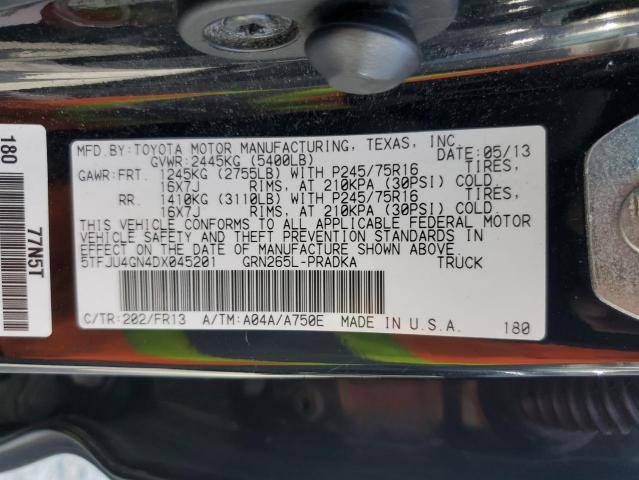 MFD.BY:TOYOTA MOTOR MANUFACTURING, TEXAS, INC.
GVWR:2445KG (5400LB) DATE:05/13
GAWR:FRT. 1245KG (2755LB) WITH P245/75R16 TIRES,
16X7J RIMS, AT 210KPA (30PSI) COLD
RR. 1410KG (3110LB) WITH P245/75R16 TIRES,
16X7J RIMS, AT 210KPA (30PSI) COLD
THIS VEHICLE CONFORMS TO ALL APPLICABLE FEDERAL MOTOR
VEHICLE SAFETY AND THEFT PREVENTION STANDARDS IN
EFFECT ON THE DATE OF MANUFACTURE SHOWN ABOVE.
5TFJU4GN4DX045201 GRN265L-PRADKA TRUCK
C/TR:202/FR13 A/TM:A04A/A750E MADE IN U.S.A. 180
180
77N5T